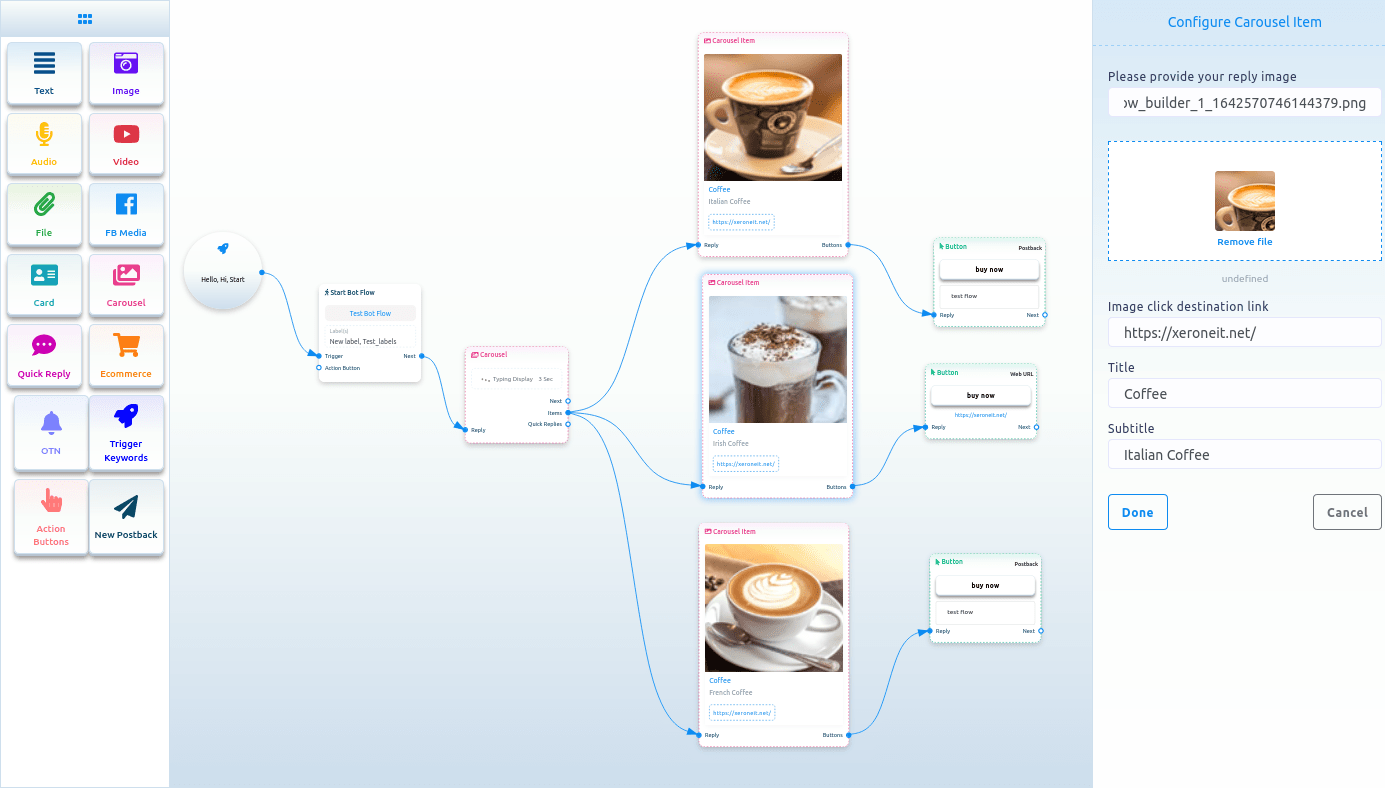 Text
Image
Audio
Video
File
FB Media
Card
Carousel
Quick Reply
Ecommerce
OTN
Trigger
Keywords
Action
Buttons
New Postback
Hello, Hi, Start
Start Bot Flow
Test Bot Flow
Label(s)
New label, Test_labels
Trigger
Next
Action Button
Carousel
Typing Display 3 Sec
Next
Items
Quick Replies
Reply
Carousel Item
Coffee
Italian Coffee
https://xeroneit.net/
Reply
Buttons
Carousel Item
Coffee
Irish Coffee
https://xeroneit.net/
Reply
Buttons
Carousel Item
Coffee
French Coffee
https://xeroneit.net/
Reply
Buttons
Button
Postback
buy now
test flow
Reply
Next
Button
Web URL
buy now
https://xeroneit.net/
Reply
Next
Button
Postback
buy now
test flow
Reply
Next
Configure Carousel Item
Please provide your reply image
ow_builder_1_1642570746144379.png
Remove file
undefined
Image click destination link
https://xeroneit.net/
Title
Coffee
Subtitle
Italian Coffee
Done
Cancel